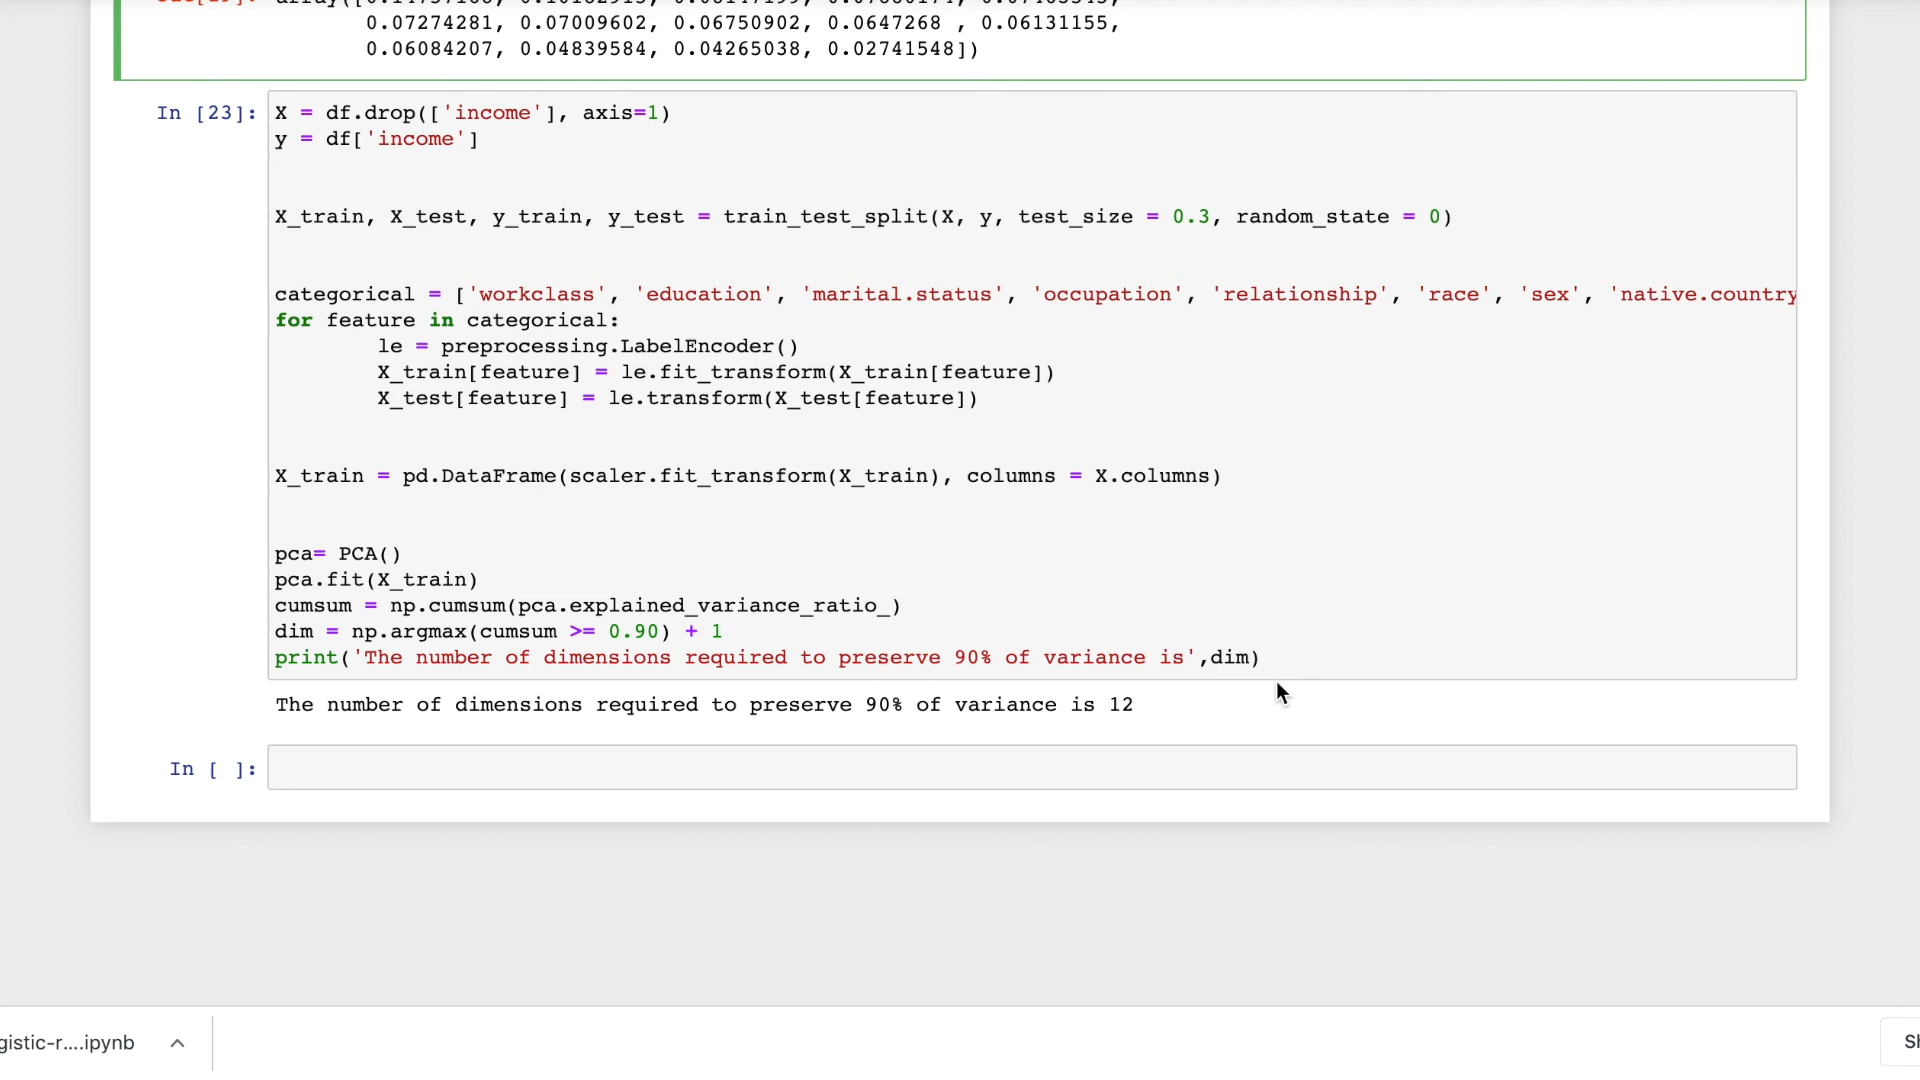 0.07274281, 0.07009602, 0.06750902, 0.0647268 , 0.06131155,
0.06084207, 0.04839584, 0.04265038, 0.02741548])
In [23]: X = df.drop(['income'], axis=1)
y = df['income']
X_train, X_test, y_train, y_test = train_test_split(X, y, test_size = 0.3, random_state = 0)
categorical = ['workclass', 'education', 'marital.status', 'occupation', 'relationship', 'race', 'sex', 'native.country
for feature in categorical:
le = preprocessing.LabelEncoder()
X_train[feature] = le.fit_transform(X_train[feature])
X_test[feature] = le.transform(X_test[feature])
X_train = pd.DataFrame(scaler.fit_transform(X_train), columns = X.columns)
pca= PCA()
pca.fit(X_train)
cumsum = np.cumsum(pca.explained_variance_ratio_)
dim = np.argmax(cumsum >= 0.90) + 1
print('The number of dimensions required to preserve 90% of variance is',dim)
The number of dimensions required to preserve 90% of variance is 12
In [ ]:
gistic-r....ipynb